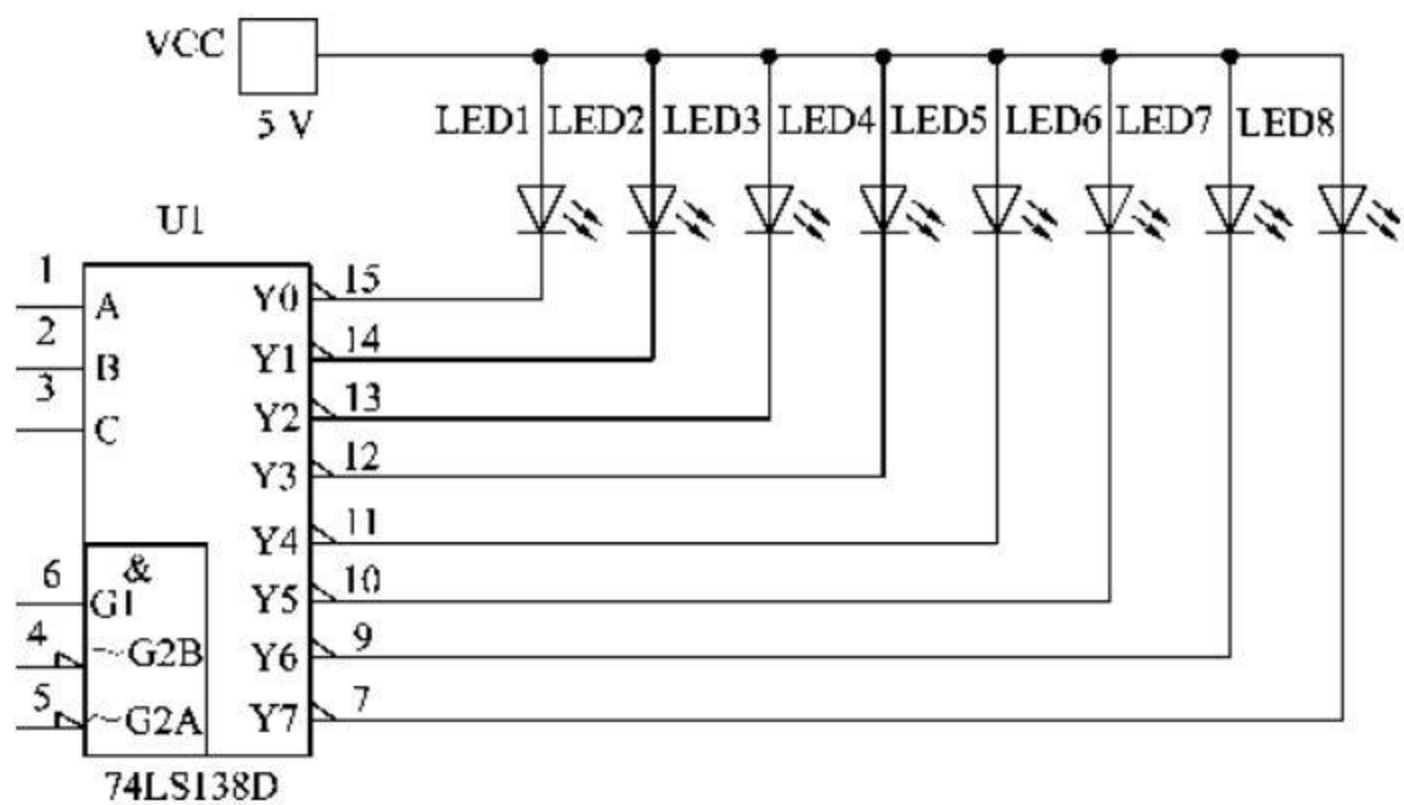 VCC
5 V
LED1 LED2 LED3 LED4 LED5 LED6 LED7 LED8
U1
1
A
2
B
3
C
Y0 15
Y1 14
Y2 13
Y3 12
Y4 11
&
6
G1
Y5 10
4
~G2B
Y6 9
5
~G2A
Y7 7
74LS138D